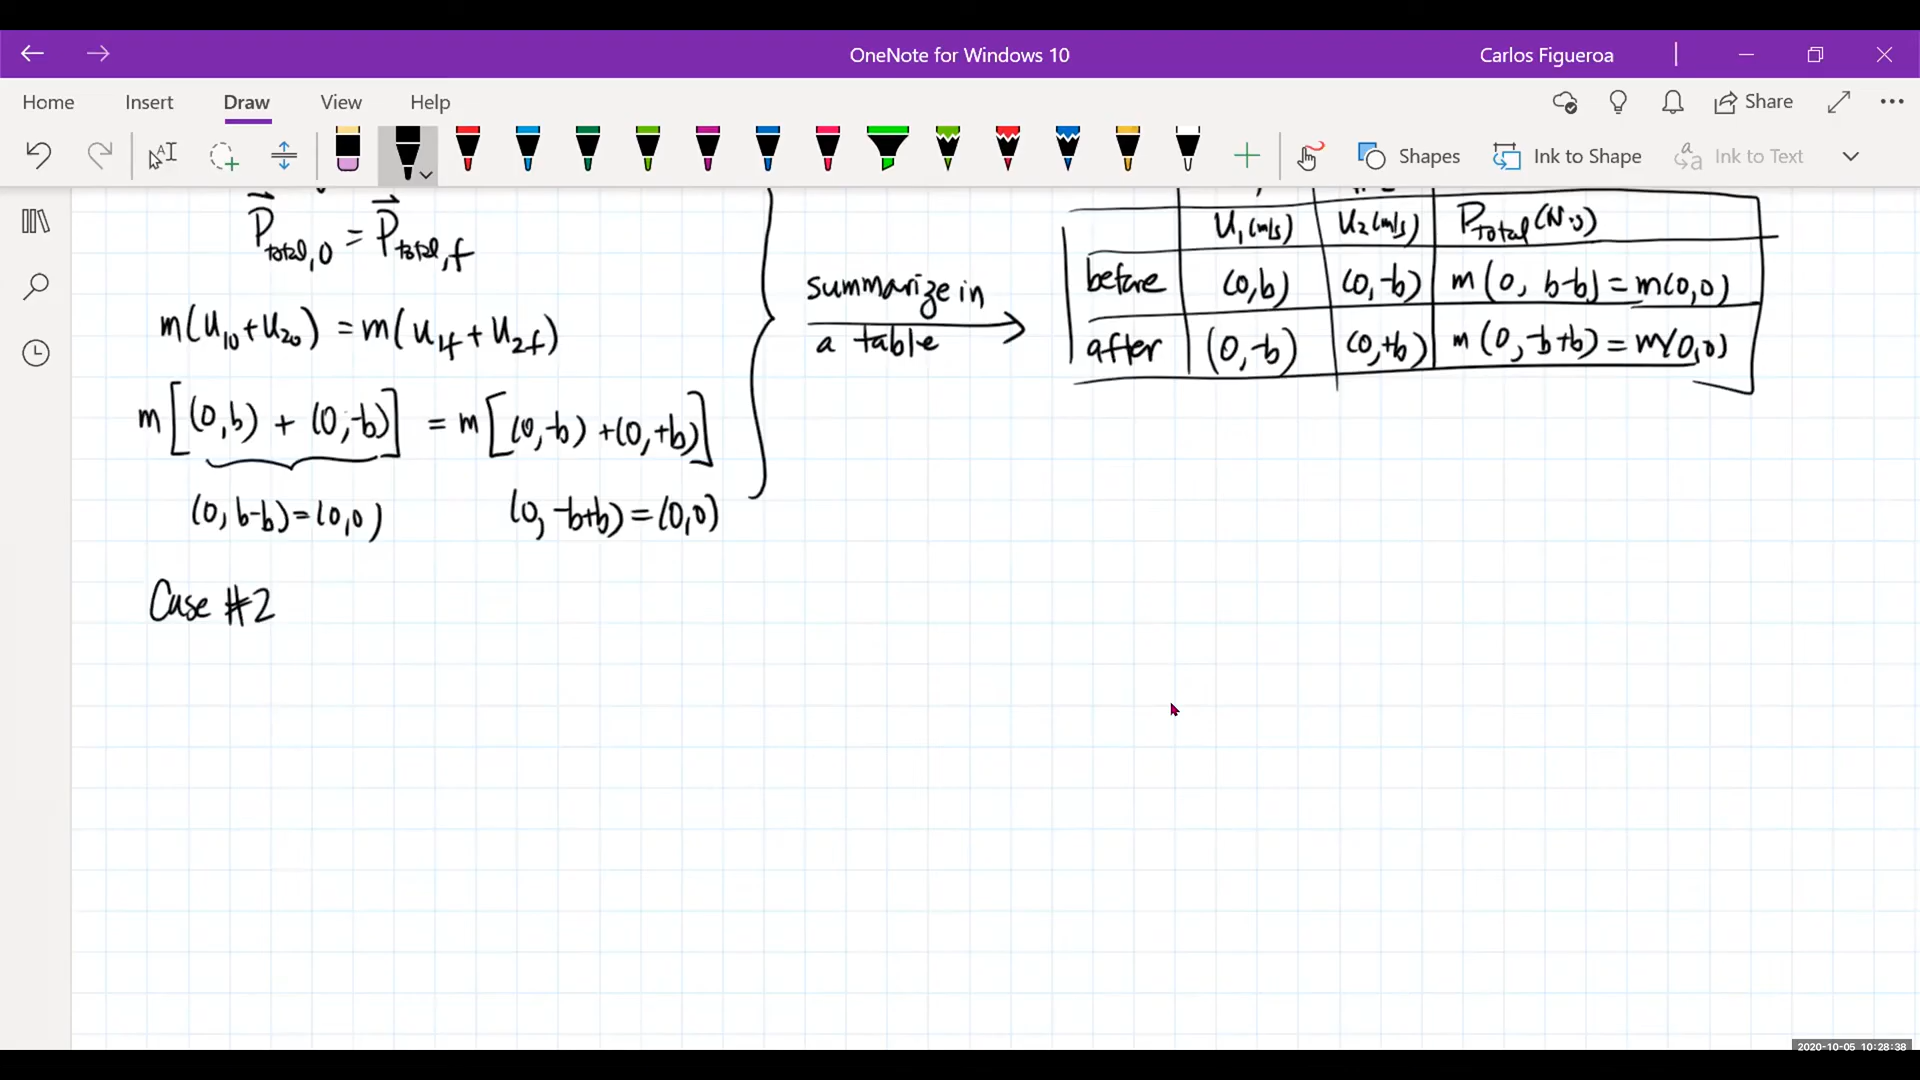 OneNote for Windows 10
Carlos Figueroa
Home Insert Draw View Help
Share
Shapes Ink to Shape Ink to Text
P total,0 = P total,f
m(u10+u20) = m(u1f + u2f)
m[(0,b) + (0,-b)] = m[(0,-b) +(0,+b)]
(0, b-b)=(0,0) (0, -b+b)=(0,0)
summarize in
a table
u1(m/s) u2(m/s) Ptotal(N·s)
before (0,b) (0,-b) m(0, b-b)=m(0,0)
after (0,-b) (0,+b) m(0,-b+b)=m(0,0)
Case #2
2020-10-05 10:28:38